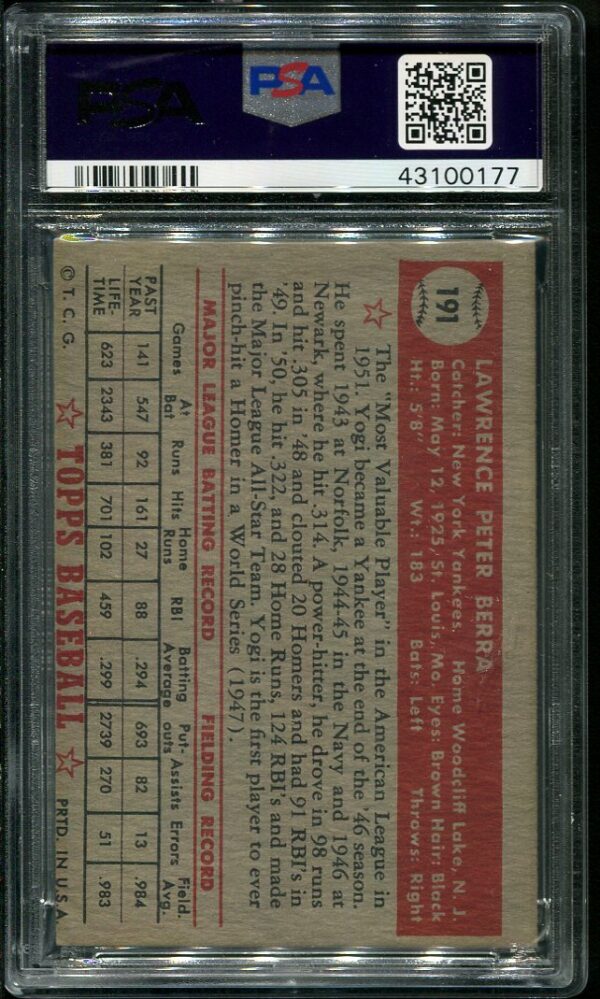 PSA
PSA
43100177
191
LAWRENCE PETER BERRA
Catcher: New York Yankees. Home Woodcliff Lake, N. J.
Born: May 12, 1925, St. Louis, Mo. Eyes: Brown Hair: Black
Ht.: 5'8" Wt.: 183 Bats: Left Throws: Right
The "Most Valuable Player" in the American League in
1951. Yogi became a Yankee at the end of the '46 season.
He spent 1943 at Norfolk, 1944-45 in the Navy and 1946 at
Newark, where he hit .314. A power-hitter, he drove in 98 runs
and hit .305 in '48 and clouted 20 Homers and had 91 RBI's in
'49. In '50, he hit .322, and 28 Home Runs, 124 RBI's and made
the Major League All-Star Team. Yogi is the first player to ever
pinch-hit a Homer in a World Series (1947).
MAJOR LEAGUE BATTING RECORD FIELDING RECORD
Games At Bat Runs Hits Home Runs RBI Batting Average Put-outs Assists Errors Field. Avg.
PAST YEAR 141 547 92 161 27 88 .294 693 82 13 .984
LIFE-TIME 623 2343 381 701 102 459 .299 2739 270 51 .983
© T. C. G. ☆ TOPPS BASEBALL ☆ PRTD. IN U.S.A.